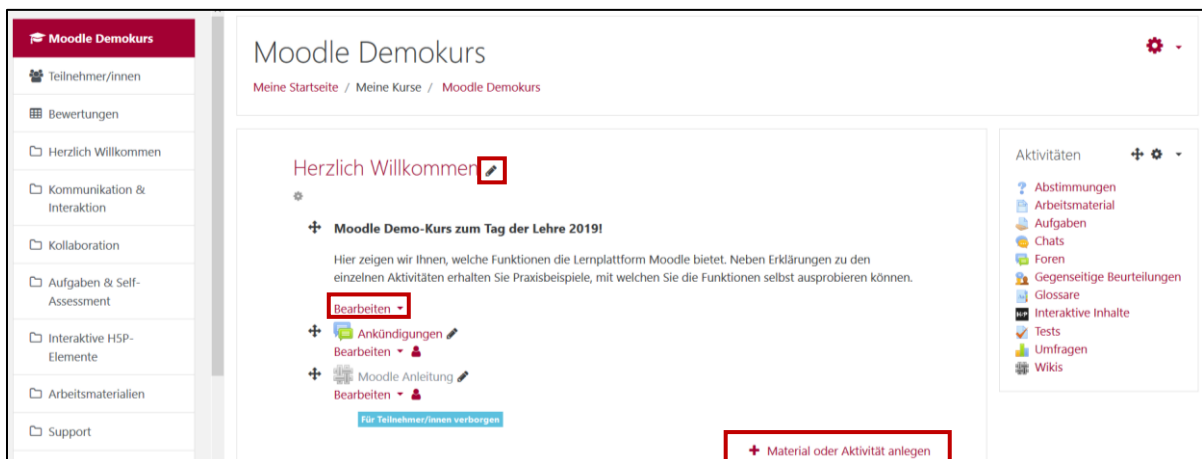 Moodle Demokurs
Teilnehmer/innen
Bewertungen
Herzlich Willkommen
Kommunikation &
Interaktion
Kollaboration
Aufgaben & Self-
Assessment
Interaktive H5P-
Elemente
Arbeitsmaterialien
Support
Moodle Demokurs
Meine Startseite / Meine Kurse / Moodle Demokurs
Herzlich Willkommen
Moodle Demo-Kurs zum Tag der Lehre 2019!
Hier zeigen wir Ihnen, welche Funktionen die Lernplattform Moodle bietet. Neben Erklärungen zu den
einzelnen Aktivitäten erhalten Sie Praxisbeispiele, mit welchen Sie die Funktionen selbst ausprobieren können.
Bearbeiten
Ankündigungen
Bearbeiten
Moodle Anleitung
Bearbeiten
Für Teilnehmer/innen verborgen
+ Material oder Aktivität anlegen
Aktivitäten
Abstimmungen
Arbeitsmaterial
Aufgaben
Chats
Foren
Gegenseitige Beurteilungen
Glossare
H5P Interaktive Inhalte
Tests
Umfragen
Wikis